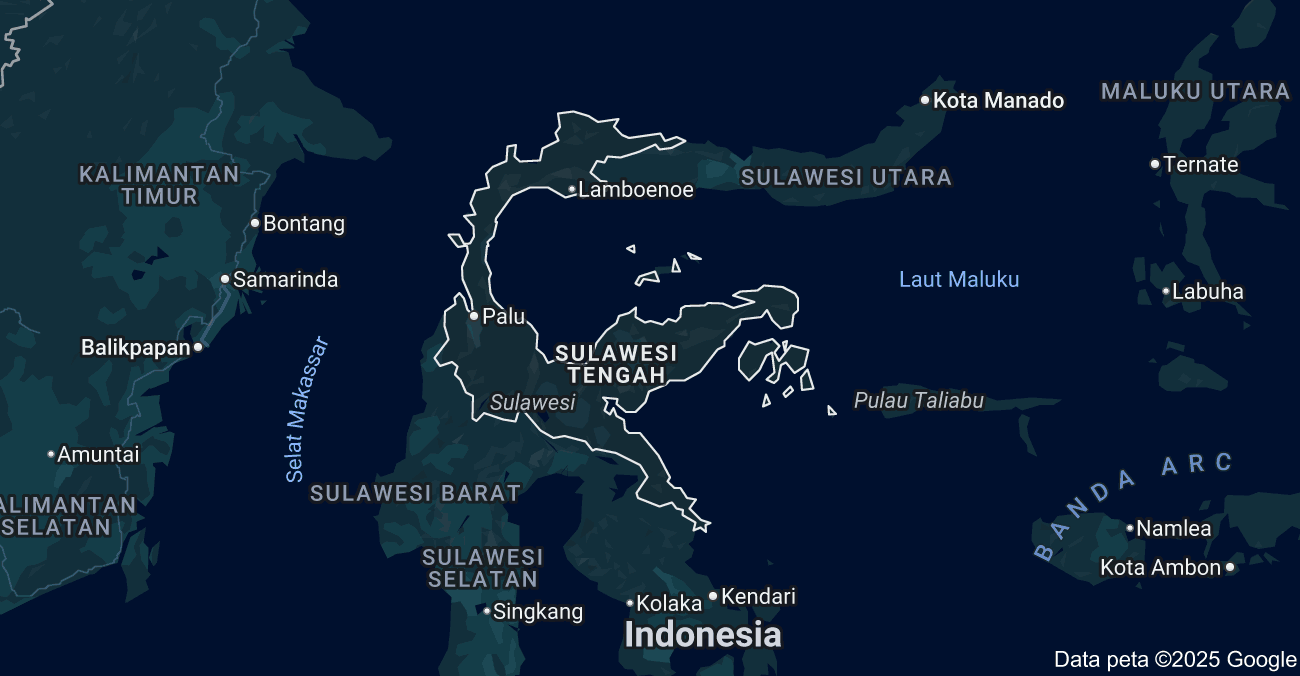 Kota Manado
MALUKU UTARA
Ternate
KALIMANTAN
TIMUR
SULAWESI UTARA
Lamboenoe
Bontang
Samarinda
Laut Maluku
Labuha
Palu
Balikpapan
SULAWESI
TENGAH
Selat Makassar
Sulawesi
Pulau Taliabu
Amuntai
BANDA ARC
SULAWESI BARAT
ALIMANTAN
SELATAN
Namlea
SULAWESI
SELATAN
Kota Ambon
Singkang
Kolaka
Kendari
Indonesia
Data peta ©2025 Google